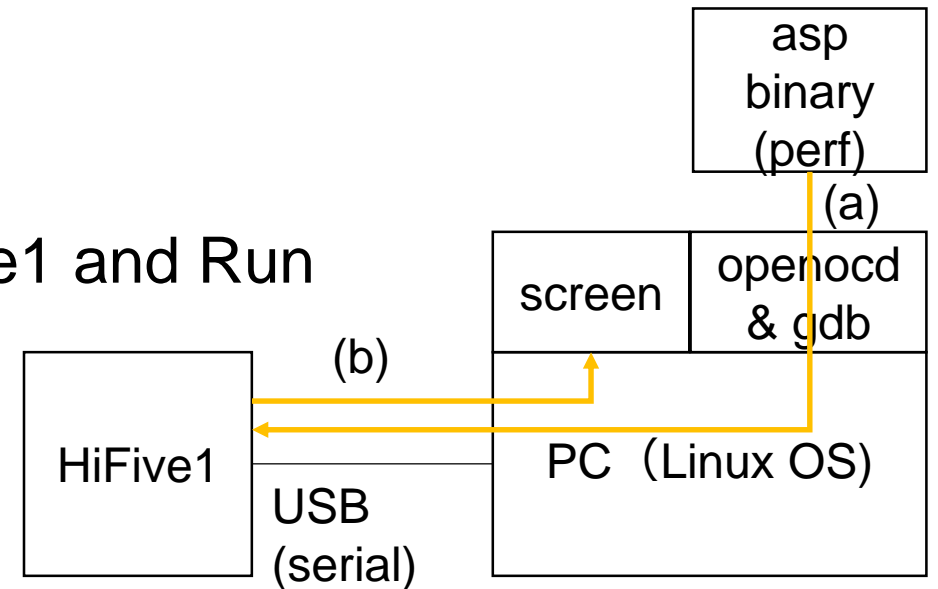 asp
binary
(perf)
(a)
e1 and Run
screen
openocd
& gdb
(b)
HiFive1
PC（Linux OS)
USB
(serial)